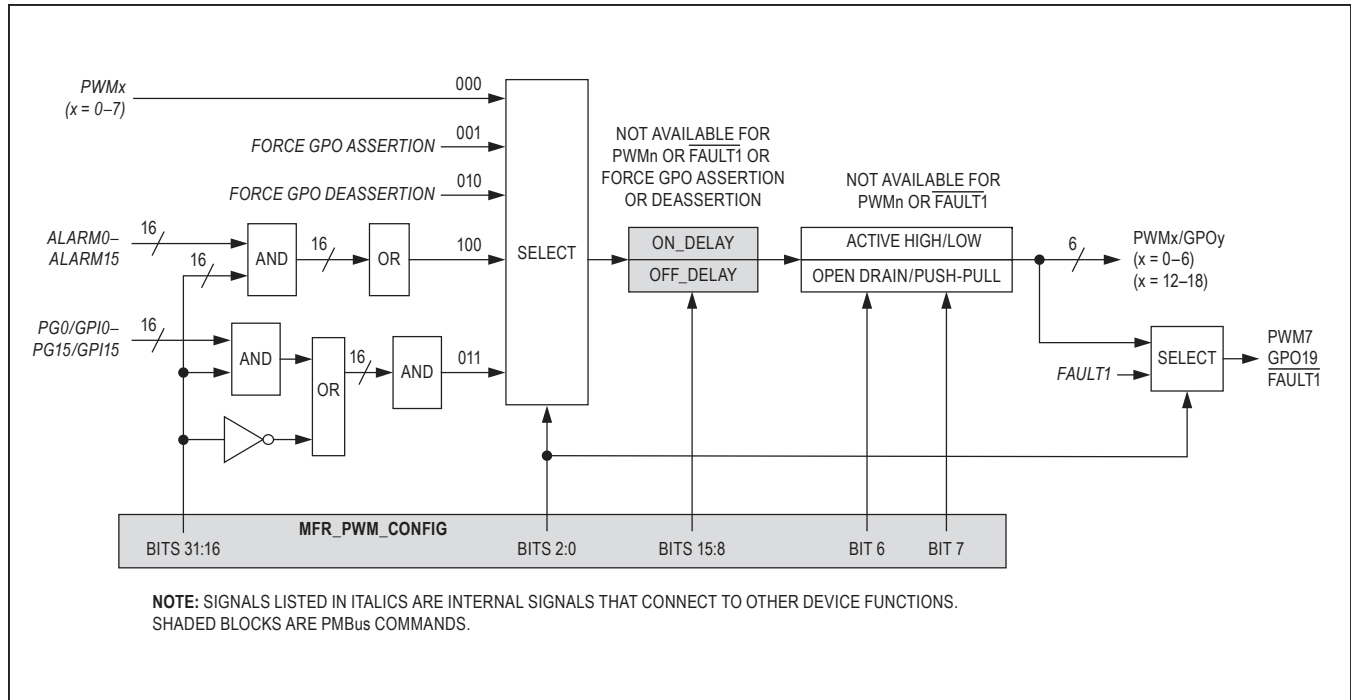 PWMx
(x = 0–7)
000
FORCE GPO ASSERTION
001
FORCE GPO DEASSERTION
010
ALARM0–
ALARM15
16
16
AND
16
OR
100
PG0/GPI0–
PG15/GPI15
16
AND
OR
16
AND
011
SELECT
NOT AVAILABLE FOR
PWMn OR FAULT1 OR
FORCE GPO ASSERTION
OR DEASSERTION
ON_DELAY
OFF_DELAY
NOT AVAILABLE FOR
PWMn OR FAULT1
ACTIVE HIGH/LOW
OPEN DRAIN/PUSH-PULL
6
PWMx/GPOy
(x = 0–6)
(x = 12–18)
FAULT1
SELECT
PWM7
GPO19
FAULT1
MFR_PWM_CONFIG
BITS 31:16
BITS 2:0
BITS 15:8
BIT 6
BIT 7
NOTE: SIGNALS LISTED IN ITALICS ARE INTERNAL SIGNALS THAT CONNECT TO OTHER DEVICE FUNCTIONS.
SHADED BLOCKS ARE PMBus COMMANDS.